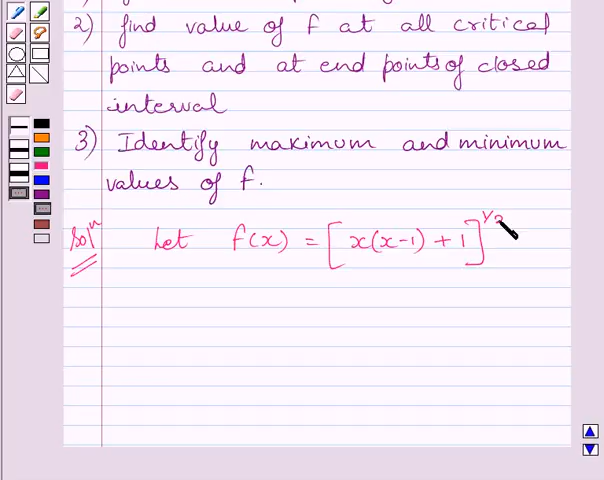 2) find value of f at all critical
points and at end points of closed
interval
3) Identify maximum and minimum
values of f.
Solⁿ Let f(x) = [x(x-1) + 1]^1/3